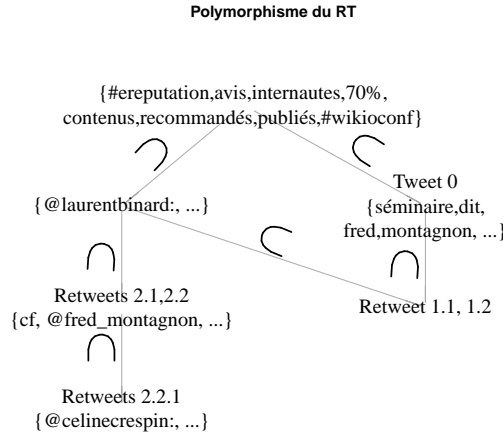 Polymorphisme du RT
{#ereputation,avis,internautes,70%,
contenus,recommandés,publiés,#wikioconf}
Tweet 0
{@laurentbinard:, ...}
{séminaire,dit,
fred,montagnon, ...}
Retweets 2.1,2.2
{cf, @fred_montagnon, ...}
Retweet 1.1, 1.2
Retweets 2.2.1
{@celinecrespin:, ...}